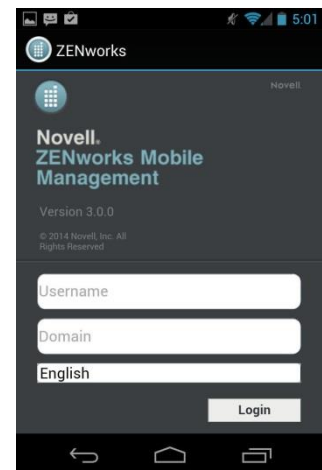 5:01
ZENworks
Novell
Novell.
ZENworks Mobile
Management
Version 3.0.0
© 2014 Novell, Inc. All
Rights Reserved
Username
Domain
English
Login